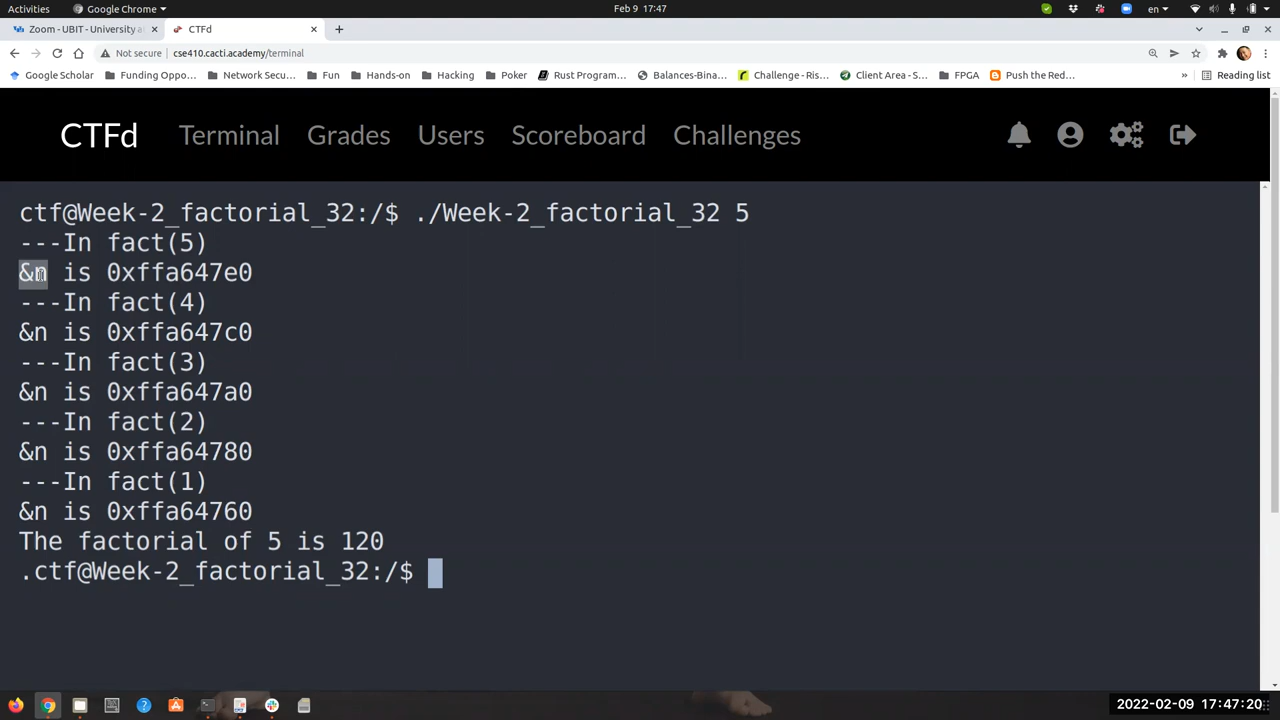 Activities
Google Chrome
Feb 9 17:47
en
Zoom - UBIT - University a
CTFd
Not secure
cse410.cacti.academy/terminal
Google Scholar
Funding Oppo...
Network Secu...
Fun
Hands-on
Hacking
Poker
Rust Program...
Balances-Bina...
Challenge - Ris...
Client Area - S...
FPGA
Push the Red...
»
Reading list
CTFd
Terminal
Grades
Users
Scoreboard
Challenges
ctf@Week-2_factorial_32:/$ ./Week-2_factorial_32 5
---In fact(5)
&n is 0xffa647e0
---In fact(4)
&n is 0xffa647c0
---In fact(3)
&n is 0xffa647a0
---In fact(2)
&n is 0xffa64780
---In fact(1)
&n is 0xffa64760
The factorial of 5 is 120
.ctf@Week-2_factorial_32:/$
2022-02-09 17:47:20